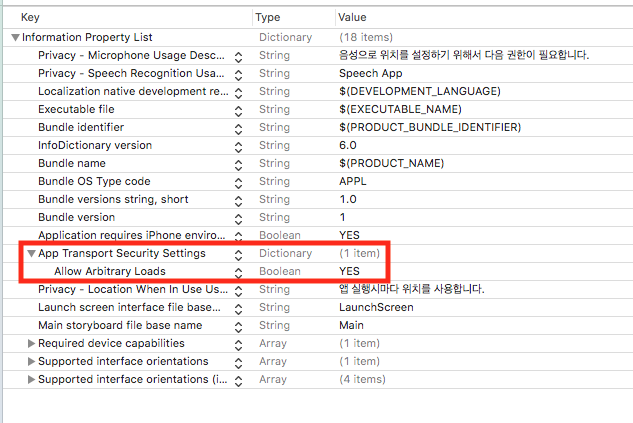 Key Type Value
Information Property List Dictionary (18 items)
Privacy - Microphone Usage Desc... String 음성으로 위치를 설정하기 위해서 다음 권한이 필요합니다.
Privacy - Speech Recognition Usa... String Speech App
Localization native development re... String $(DEVELOPMENT_LANGUAGE)
Executable file String $(EXECUTABLE_NAME)
Bundle identifier String $(PRODUCT_BUNDLE_IDENTIFIER)
InfoDictionary version String 6.0
Bundle name String $(PRODUCT_NAME)
Bundle OS Type code String APPL
Bundle versions string, short String 1.0
Bundle version String 1
Application requires iPhone enviro... Boolean YES
App Transport Security Settings Dictionary (1 item)
Allow Arbitrary Loads Boolean YES
Privacy - Location When In Use Us... String 앱 실행시마다 위치를 사용합니다.
Launch screen interface file base... String LaunchScreen
Main storyboard file base name String Main
Required device capabilities Array (1 item)
Supported interface orientations Array (1 item)
Supported interface orientations (i... Array (4 items)